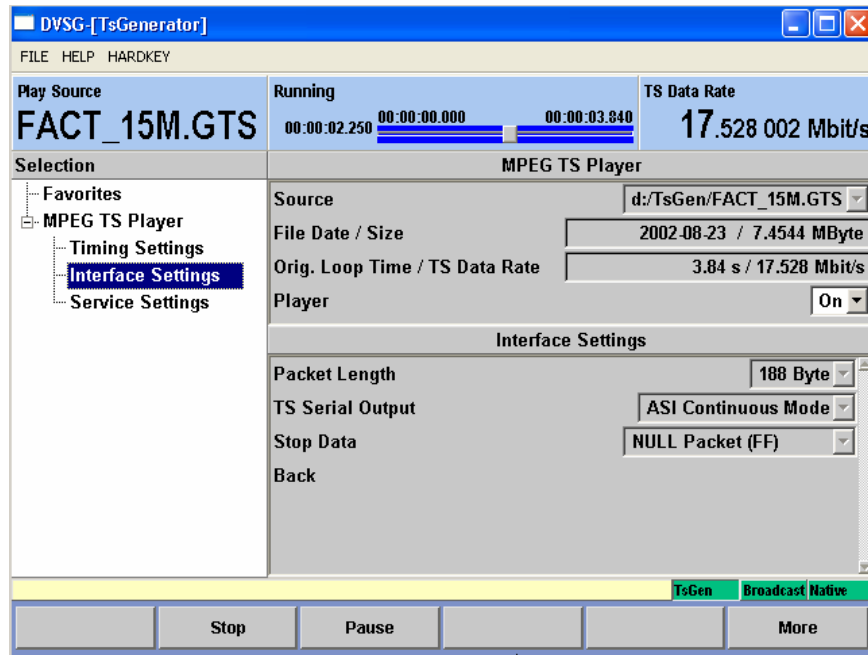 DVSG-[TsGenerator]
FILE HELP HARDKEY
Play Source
FACT_15M.GTS
Running
00:00:02.250 00:00:00.000 00:00:03.840
TS Data Rate
17.528 002 Mbit/s
Selection
Favorites
MPEG TS Player
Timing Settings
Interface Settings
Service Settings
MPEG TS Player
Source d:/TsGen/FACT_15M.GTS
File Date / Size 2002-08-23 / 7.4544 MByte
Orig. Loop Time / TS Data Rate 3.84 s / 17.528 Mbit/s
Player On
Interface Settings
Packet Length 188 Byte
TS Serial Output ASI Continuous Mode
Stop Data NULL Packet (FF)
Back
TsGen Broadcast Native
Stop Pause More